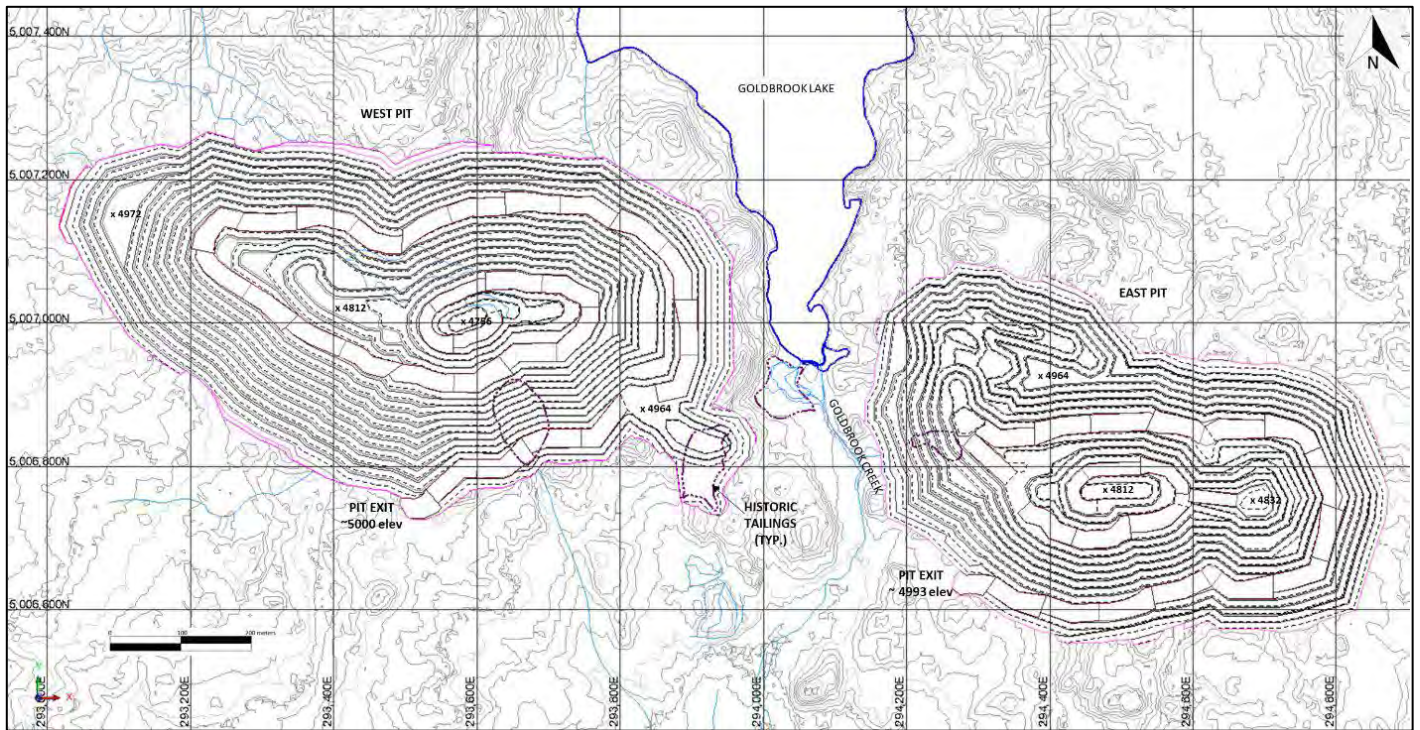 5,007,400N
N
GOLDBROOK LAKE
WEST PIT
5,007,200N
x 4972
EAST PIT
x 4812
5,007,000N
x 4964
x 4964
GOLDBROOK CREEK
5,006,800N
x 4812
x 4832
PIT EXIT
~5000 elev
HISTORIC
TAILINGS
(TYP.)
PIT EXIT
~ 4993 elev
5,006,600N
0 100 200 meters
Y
X
293,000E
293,200E
293,400E
293,600E
293,800E
294,000E
294,200E
294,400E
294,600E
294,800E